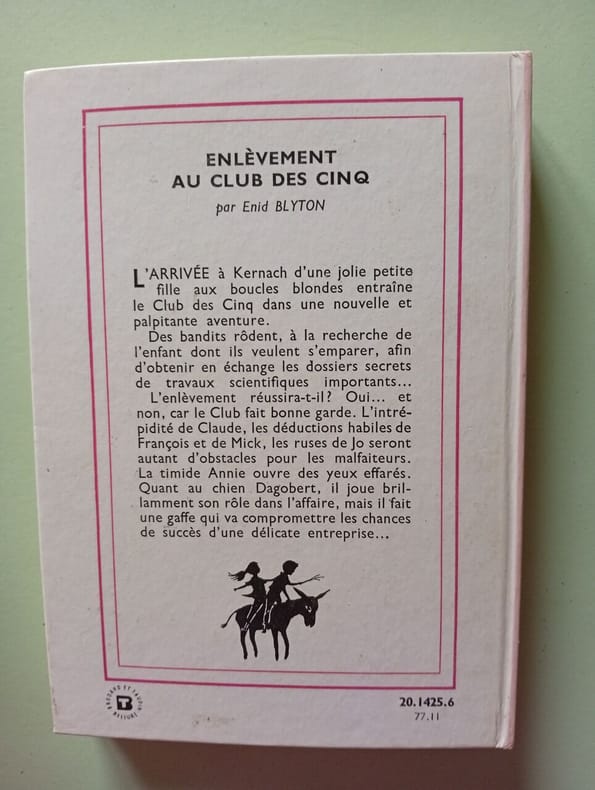 ENLÈVEMENT
AU CLUB DES CINQ
par Enid BLYTON
L'ARRIVÉE à Kernach d'une jolie petite
fille aux boucles blondes entraîne
le Club des Cinq dans une nouvelle et
palpitante aventure.
Des bandits rôdent, à la recherche de
l'enfant dont ils veulent s'emparer, afin
d'obtenir en échange les dossiers secrets
de travaux scientifiques importants...
L'enlèvement réussira-t-il? Oui... et
non, car le Club fait bonne garde. L'intré-
pidité de Claude, les déductions habiles de
François et de Mick, les ruses de Jo seront
autant d'obstacles pour les malfaiteurs.
La timide Annie ouvre des yeux effarés.
Quant au chien Dagobert, il joue bril-
lamment son rôle dans l'affaire, mais il fait
une gaffe qui va compromettre les chances
de succès d'une délicate entreprise...
BRODARD ET TAUPIN
RELIURE
20.1425.6
77.11